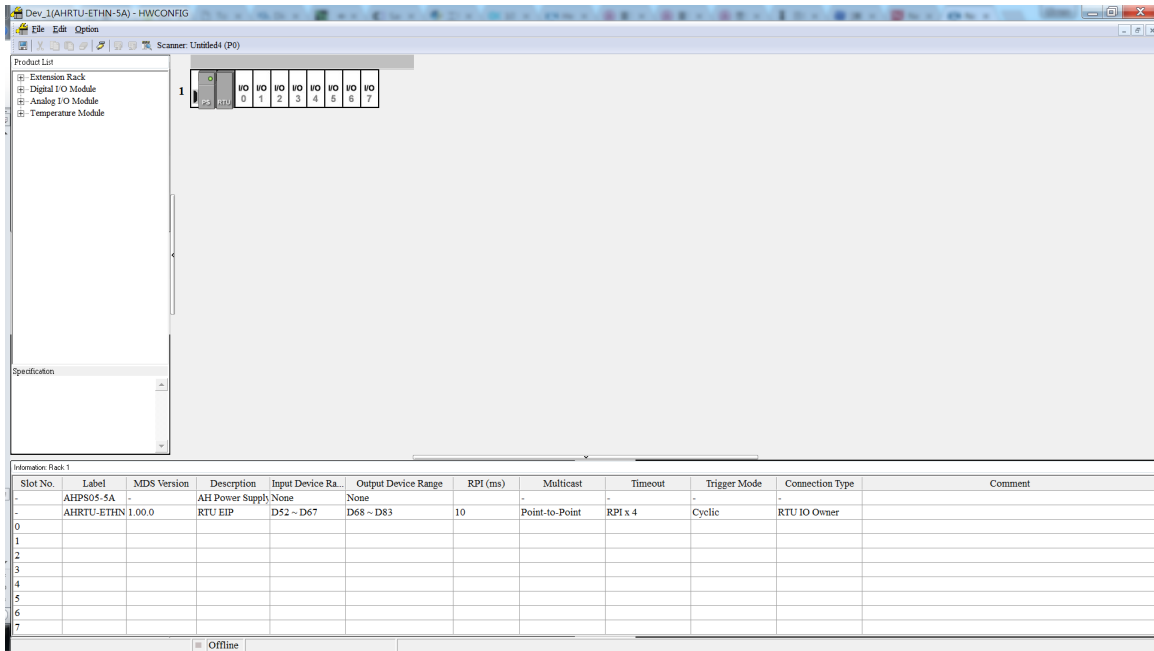 Dev_1(AHRTU-ETHN-5A) - HWCONFIG
File Edit Option
Scanner: Untitled4 (P0)
Product List
Extension Rack
Digital I/O Module
Analog I/O Module
Temperature Module
1
PS RTU I/O 0 I/O 1 I/O 2 I/O 3 I/O 4 I/O 5 I/O 6 I/O 7
Specification
Infomation: Rack 1
Slot No. Label MDS Version Descrption Input Device Ra... Output Device Range RPI (ms) Multicast Timeout Trigger Mode Connection Type Comment
- AHPS05-5A - AH Power Supply None None - - - -
- AHRTU-ETHN 1.00.0 RTU EIP D52 ~ D67 D68 ~ D83 10 Point-to-Point RPI x 4 Cyclic RTU IO Owner
0
1
2
3
4
5
6
7
Offline